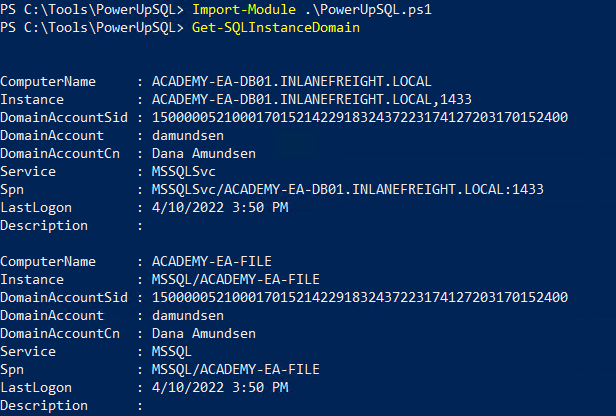 PS C:\Tools\PowerUpSQL> Import-Module .\PowerUpSQL.ps1
PS C:\Tools\PowerUpSQL> Get-SQLInstanceDomain
ComputerName : ACADEMY-EA-DB01.INLANEFREIGHT.LOCAL
Instance : ACADEMY-EA-DB01.INLANEFREIGHT.LOCAL,1433
DomainAccountSid : 1500000521000170152142291832437223174127203170152400
DomainAccount : damundsen
DomainAccountCn : Dana Amundsen
Service : MSSQLSvc
Spn : MSSQLSvc/ACADEMY-EA-DB01.INLANEFREIGHT.LOCAL:1433
LastLogon : 4/10/2022 3:50 PM
Description :
ComputerName : ACADEMY-EA-FILE
Instance : MSSQL/ACADEMY-EA-FILE
DomainAccountSid : 1500000521000170152142291832437223174127203170152400
DomainAccount : damundsen
DomainAccountCn : Dana Amundsen
Service : MSSQL
Spn : MSSQL/ACADEMY-EA-FILE
LastLogon : 4/10/2022 3:50 PM
Description :